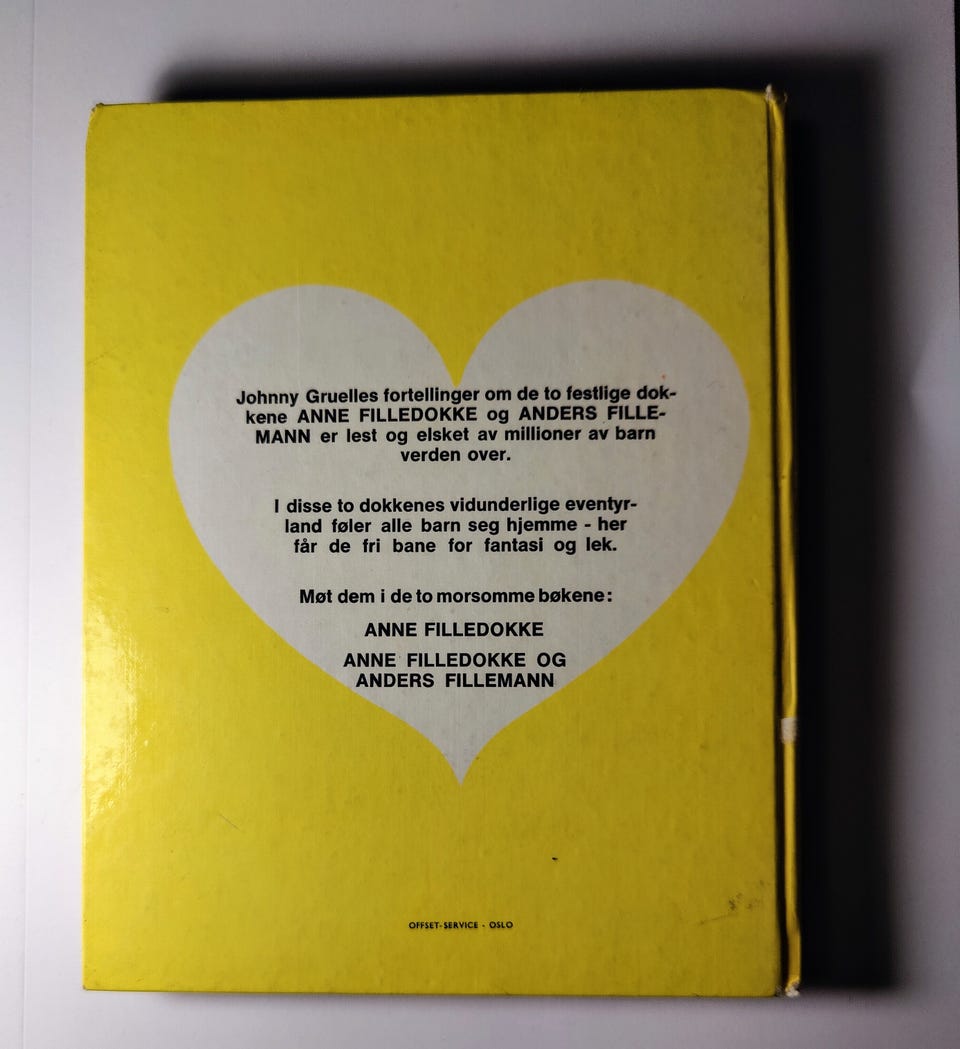 Johnny Gruelles fortellinger om de to festlige dok-
kene ANNE FILLEDOKKE og ANDERS FILLE-
MANN er lest og elsket av millioner av barn
verden over.
I disse to dokkenes vidunderlige eventyr-
land føler alle barn seg hjemme - her
får de fri bane for fantasi og lek.
Møt dem i de to morsomme bøkene:
ANNE FILLEDOKKE
ANNE FILLEDOKKE OG
ANDERS FILLEMANN
OFFSET-SERVICE - OSLO